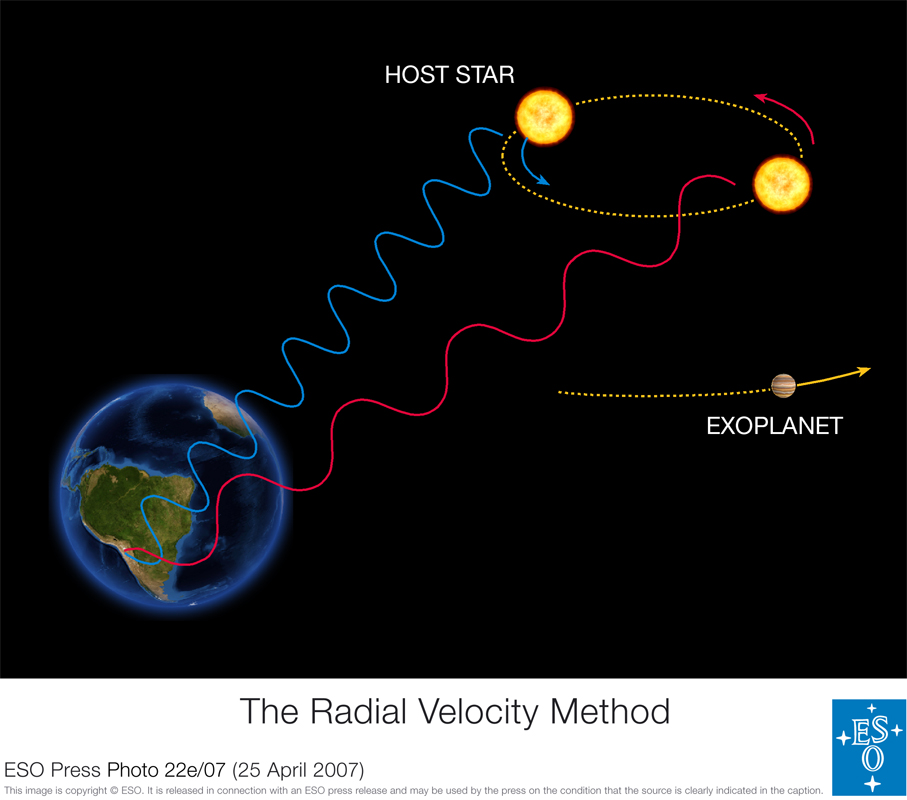 HOST STAR
EXOPLANET
The Radial Velocity Method
ESO Press Photo 22e/07 (25 April 2007)
This image is copyright © ESO. It is released in connection with an ESO press release and may be used by the press on the condition that the source is clearly indicated in the caption.
ESO